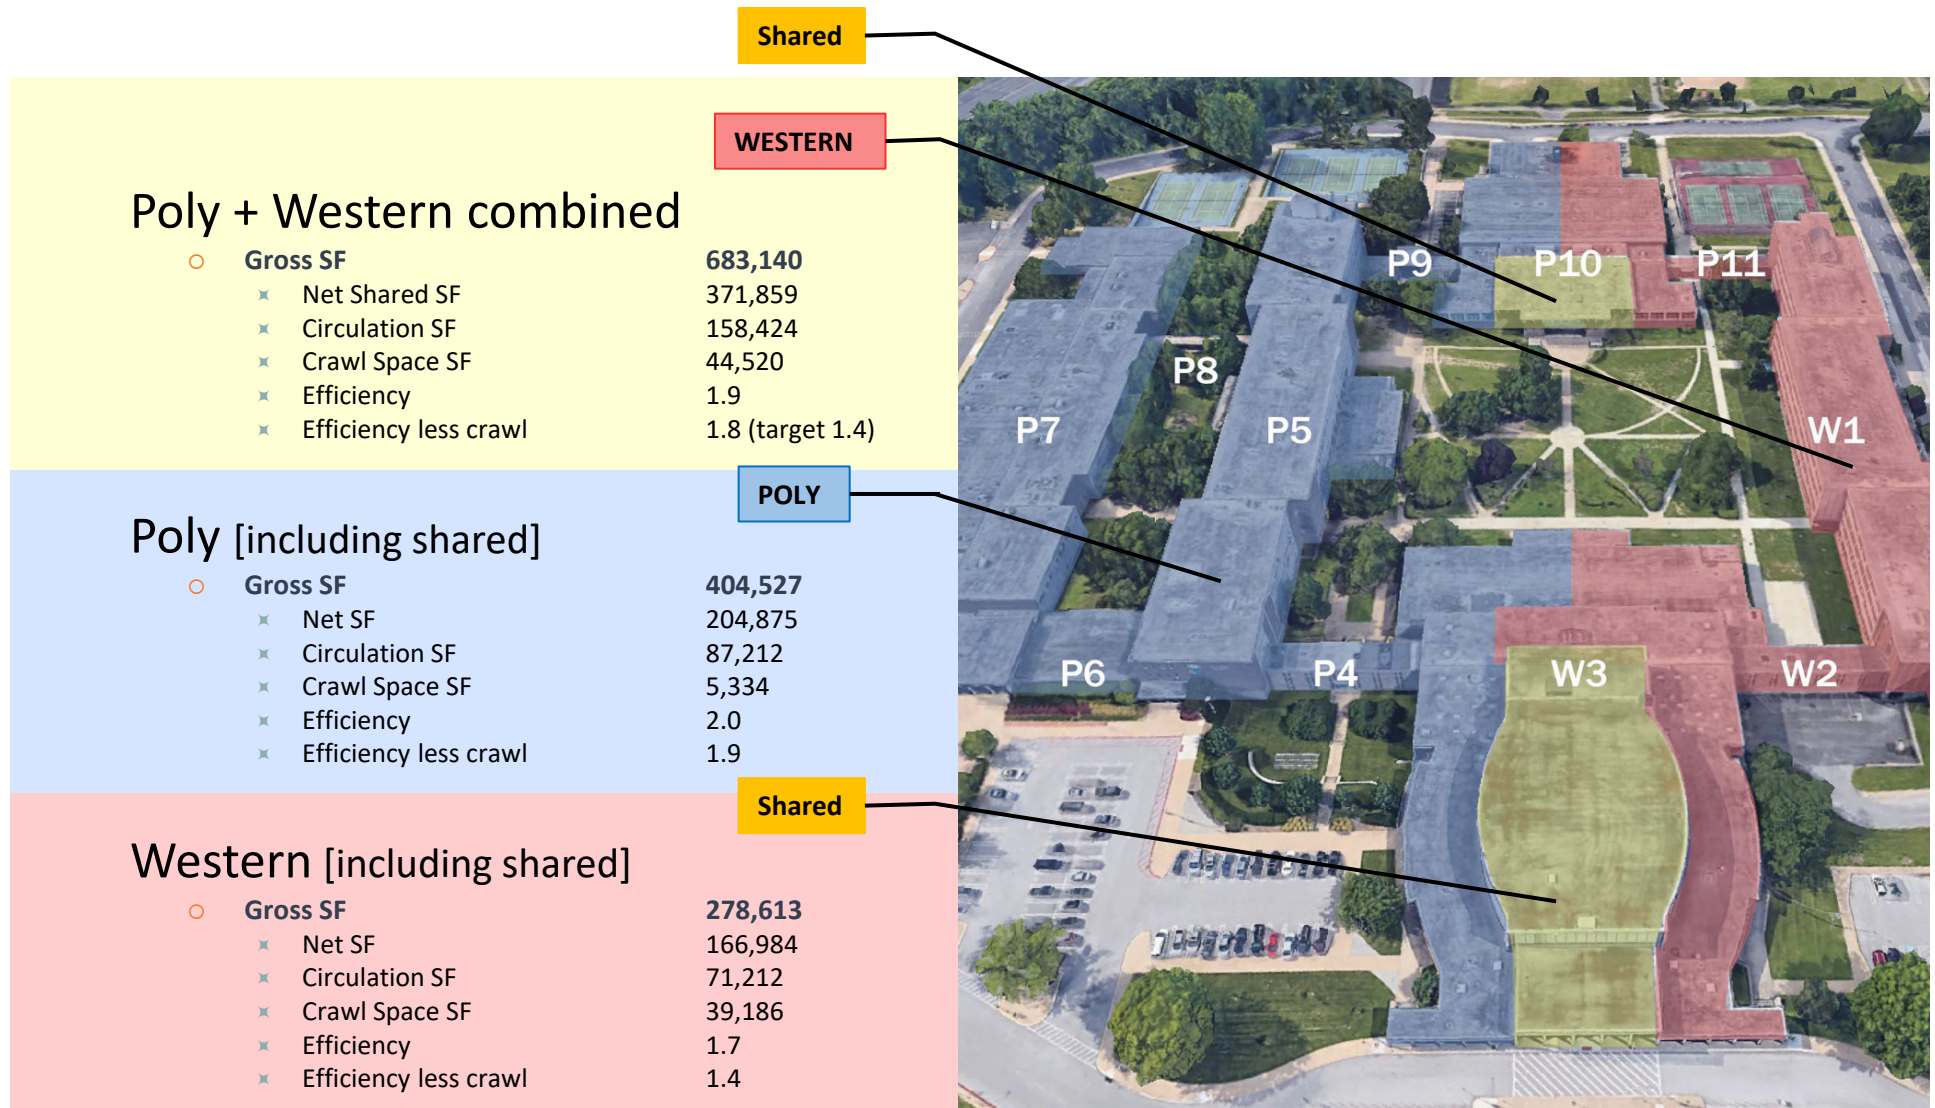 Shared
WESTERN
Poly + Western combined
Gross SF 683,140
Net Shared SF 371,859
Circulation SF 158,424
Crawl Space SF 44,520
Efficiency 1.9
Efficiency less crawl 1.8 (target 1.4)
POLY
Poly [including shared]
Gross SF 404,527
Net SF 204,875
Circulation SF 87,212
Crawl Space SF 5,334
Efficiency 2.0
Efficiency less crawl 1.9
Shared
Western [including shared]
Gross SF 278,613
Net SF 166,984
Circulation SF 71,212
Crawl Space SF 39,186
Efficiency 1.7
Efficiency less crawl 1.4
P9 P10 P11
P8
P7 P5 W1
P6 P4 W3 W2